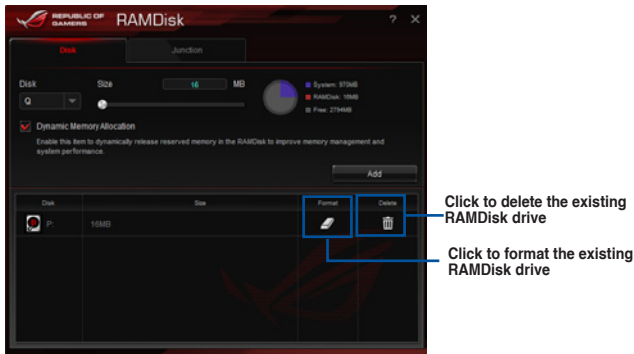 REPUBLIC OF
GAMERS
RAMDisk
? ×
Disk
Junction
Disk
Size
16
MB
Q
System: 970MB
RAMDisk: 16MB
Free: 2794MB
Dynamic Memory Allocation
Enable this item to dynamically release reserved memory in the RAMDisk to improve memory management and
system performance.
Add
Disk
Size
Format
Delete
P:
16MB
Click to delete the existing
RAMDisk drive
Click to format the existing
RAMDisk drive